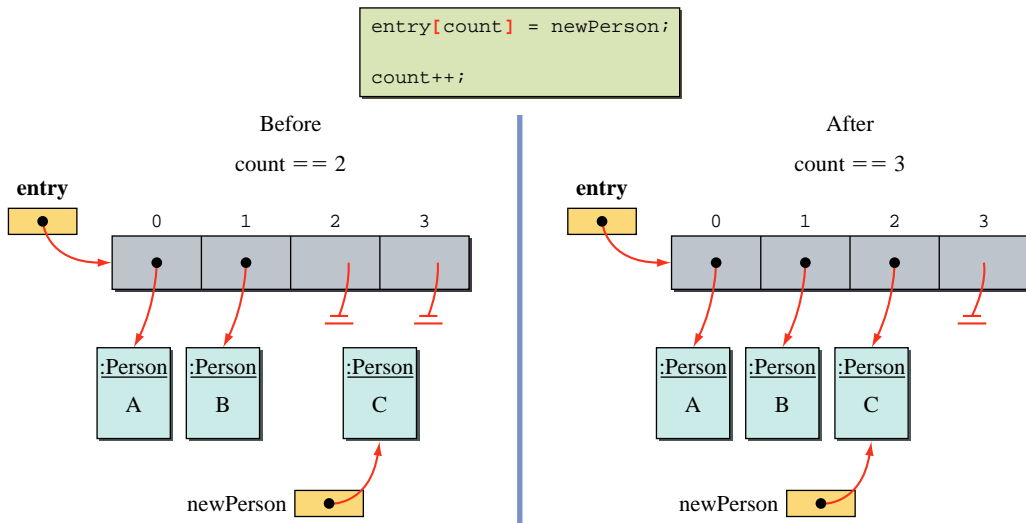 entry[count] = newPerson;
count++;
Before
count == 2
entry
0 1 2 3
:Person
A
:Person
B
:Person
C
newPerson
After
count == 3
entry
0 1 2 3
:Person
A
:Person
B
:Person
C
newPerson